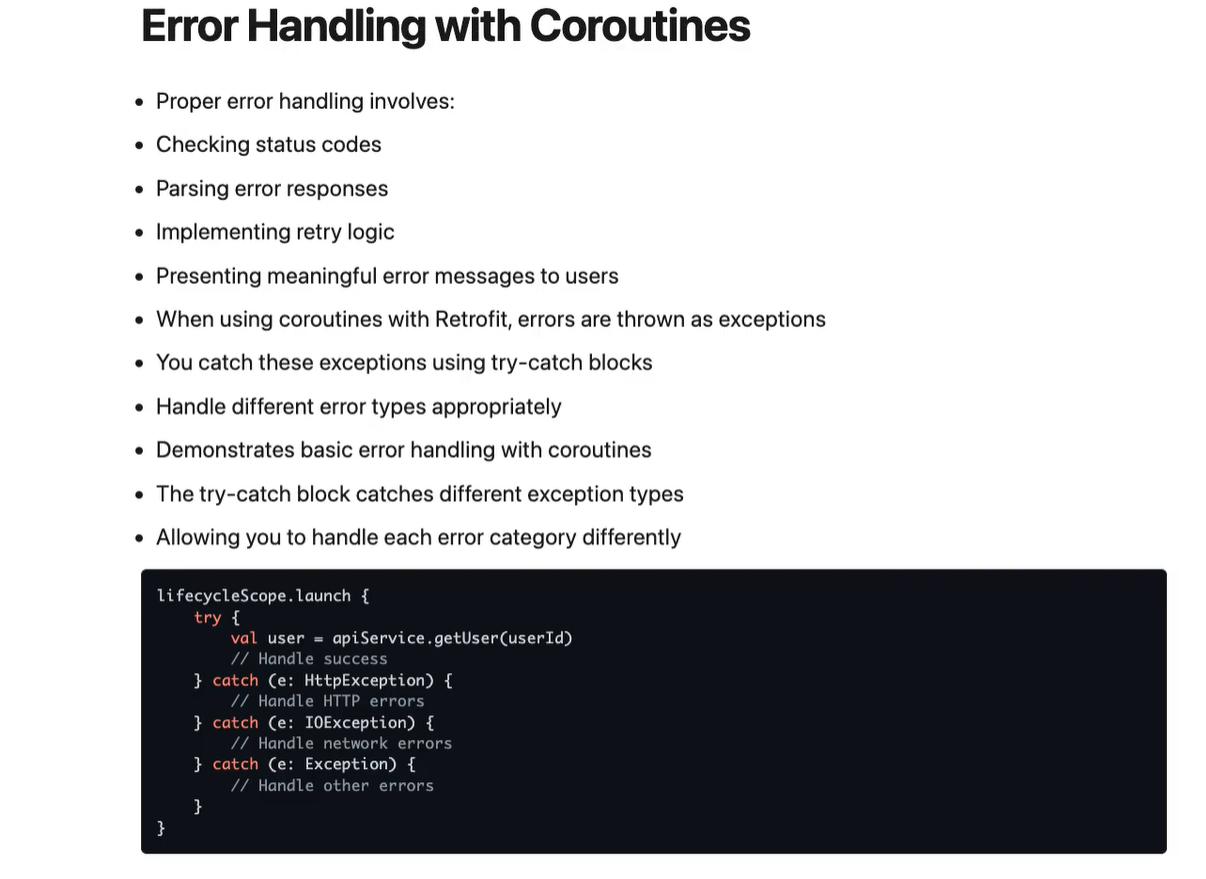 Error Handling with Coroutines
• Proper error handling involves:
• Checking status codes
• Parsing error responses
• Implementing retry logic
• Presenting meaningful error messages to users
• When using coroutines with Retrofit, errors are thrown as exceptions
• You catch these exceptions using try-catch blocks
• Handle different error types appropriately
• Demonstrates basic error handling with coroutines
• The try-catch block catches different exception types
• Allowing you to handle each error category differently
lifecycleScope.launch {
    try {
        val user = apiService.getUser(userId)
        // Handle success
    } catch (e: HttpException) {
        // Handle HTTP errors
    } catch (e: IOException) {
        // Handle network errors
    } catch (e: Exception) {
        // Handle other errors
    }
}